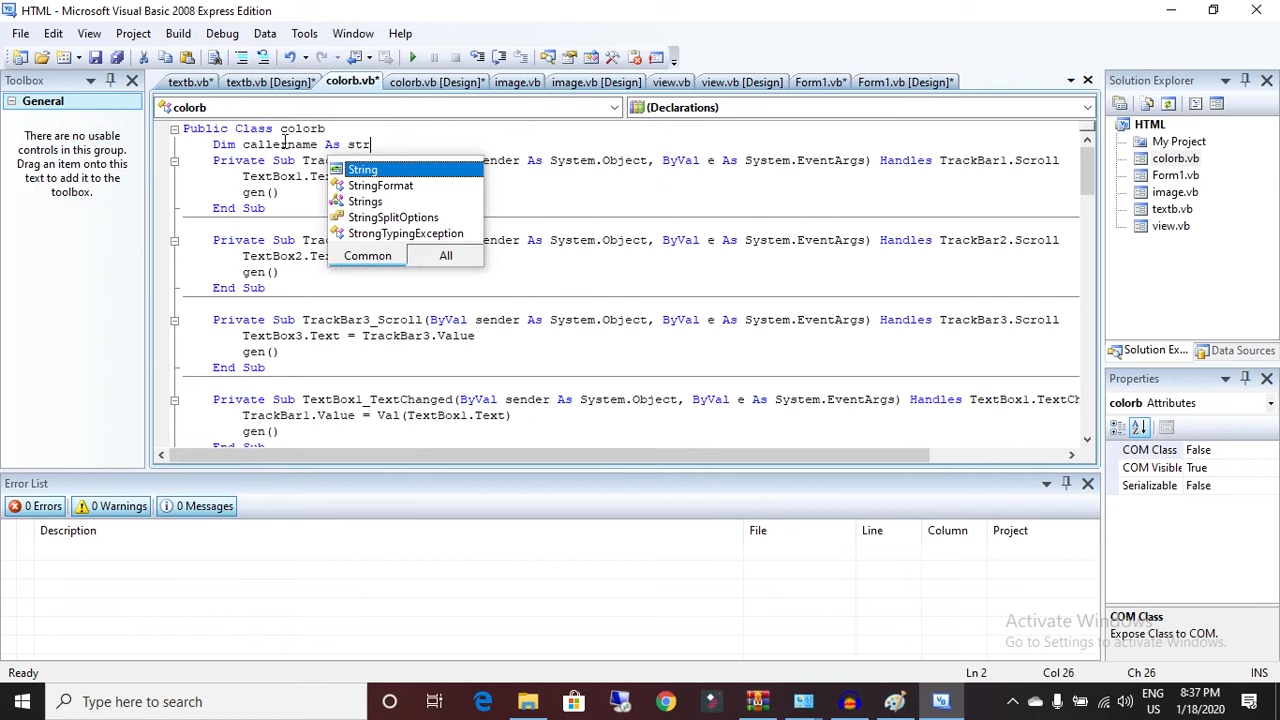 HTML - Microsoft Visual Basic 2008 Express Edition
File Edit View Project Build Debug Data Tools Window Help
Toolbox
General
There are no usable
controls in this group.
Drag an item onto this
text to add it to the
toolbox.
textb.vb* textb.vb [Design]* colorb.vb* colorb.vb [Design]* image.vb image.vb [Design] view.vb view.vb [Design] Form1.vb* Form1.vb [Design]*
colorb (Declarations)
Public Class colorb
Dim callername As str
Private Sub Tra sender As System.Object, ByVal e As System.EventArgs) Handles TrackBar1.Scroll
TextBox1.Te
gen()
End Sub
String
StringFormat
Strings
StringSplitOptions
StrongTypingException
Common All
Private Sub Tra sender As System.Object, ByVal e As System.EventArgs) Handles TrackBar2.Scroll
TextBox2.Te
gen()
End Sub
Private Sub TrackBar3_Scroll(ByVal sender As System.Object, ByVal e As System.EventArgs) Handles TrackBar3.Scroll
TextBox3.Text = TrackBar3.Value
gen()
End Sub
Private Sub TextBox1_TextChanged(ByVal sender As System.Object, ByVal e As System.EventArgs) Handles TextBox1.TextCh
TrackBar1.Value = Val(TextBox1.Text)
gen()
End Sub
Solution Explorer
HTML
My Project
colorb.vb
Form1.vb
image.vb
textb.vb
view.vb
Solution Ex... Data Sources
Properties
colorb Attributes
COM Class False
COM Visible True
Serializable False
COM Class
Expose Class to COM.
Activate Windows
Go to Settings to activate Windows.
Error List
0 Errors 0 Warnings 0 Messages
Description File Line Column Project
Ready Ln 2 Col 26 Ch 26 INS
Type here to search
ENG
US
8:37 PM
1/18/2020